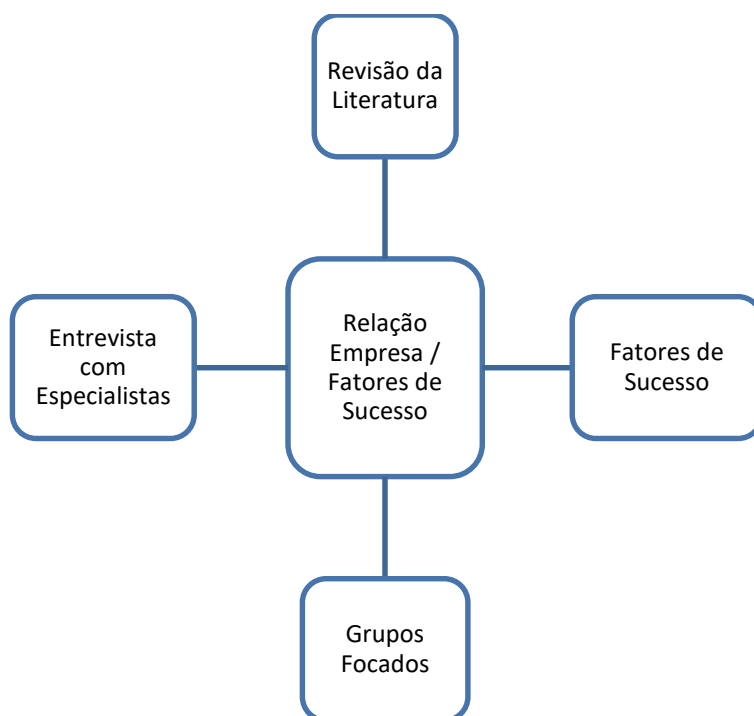 Revisão da
Literatura
Entrevista
com
Especialistas
Relação
Empresa /
Fatores de
Sucesso
Fatores de
Sucesso
Grupos
Focados